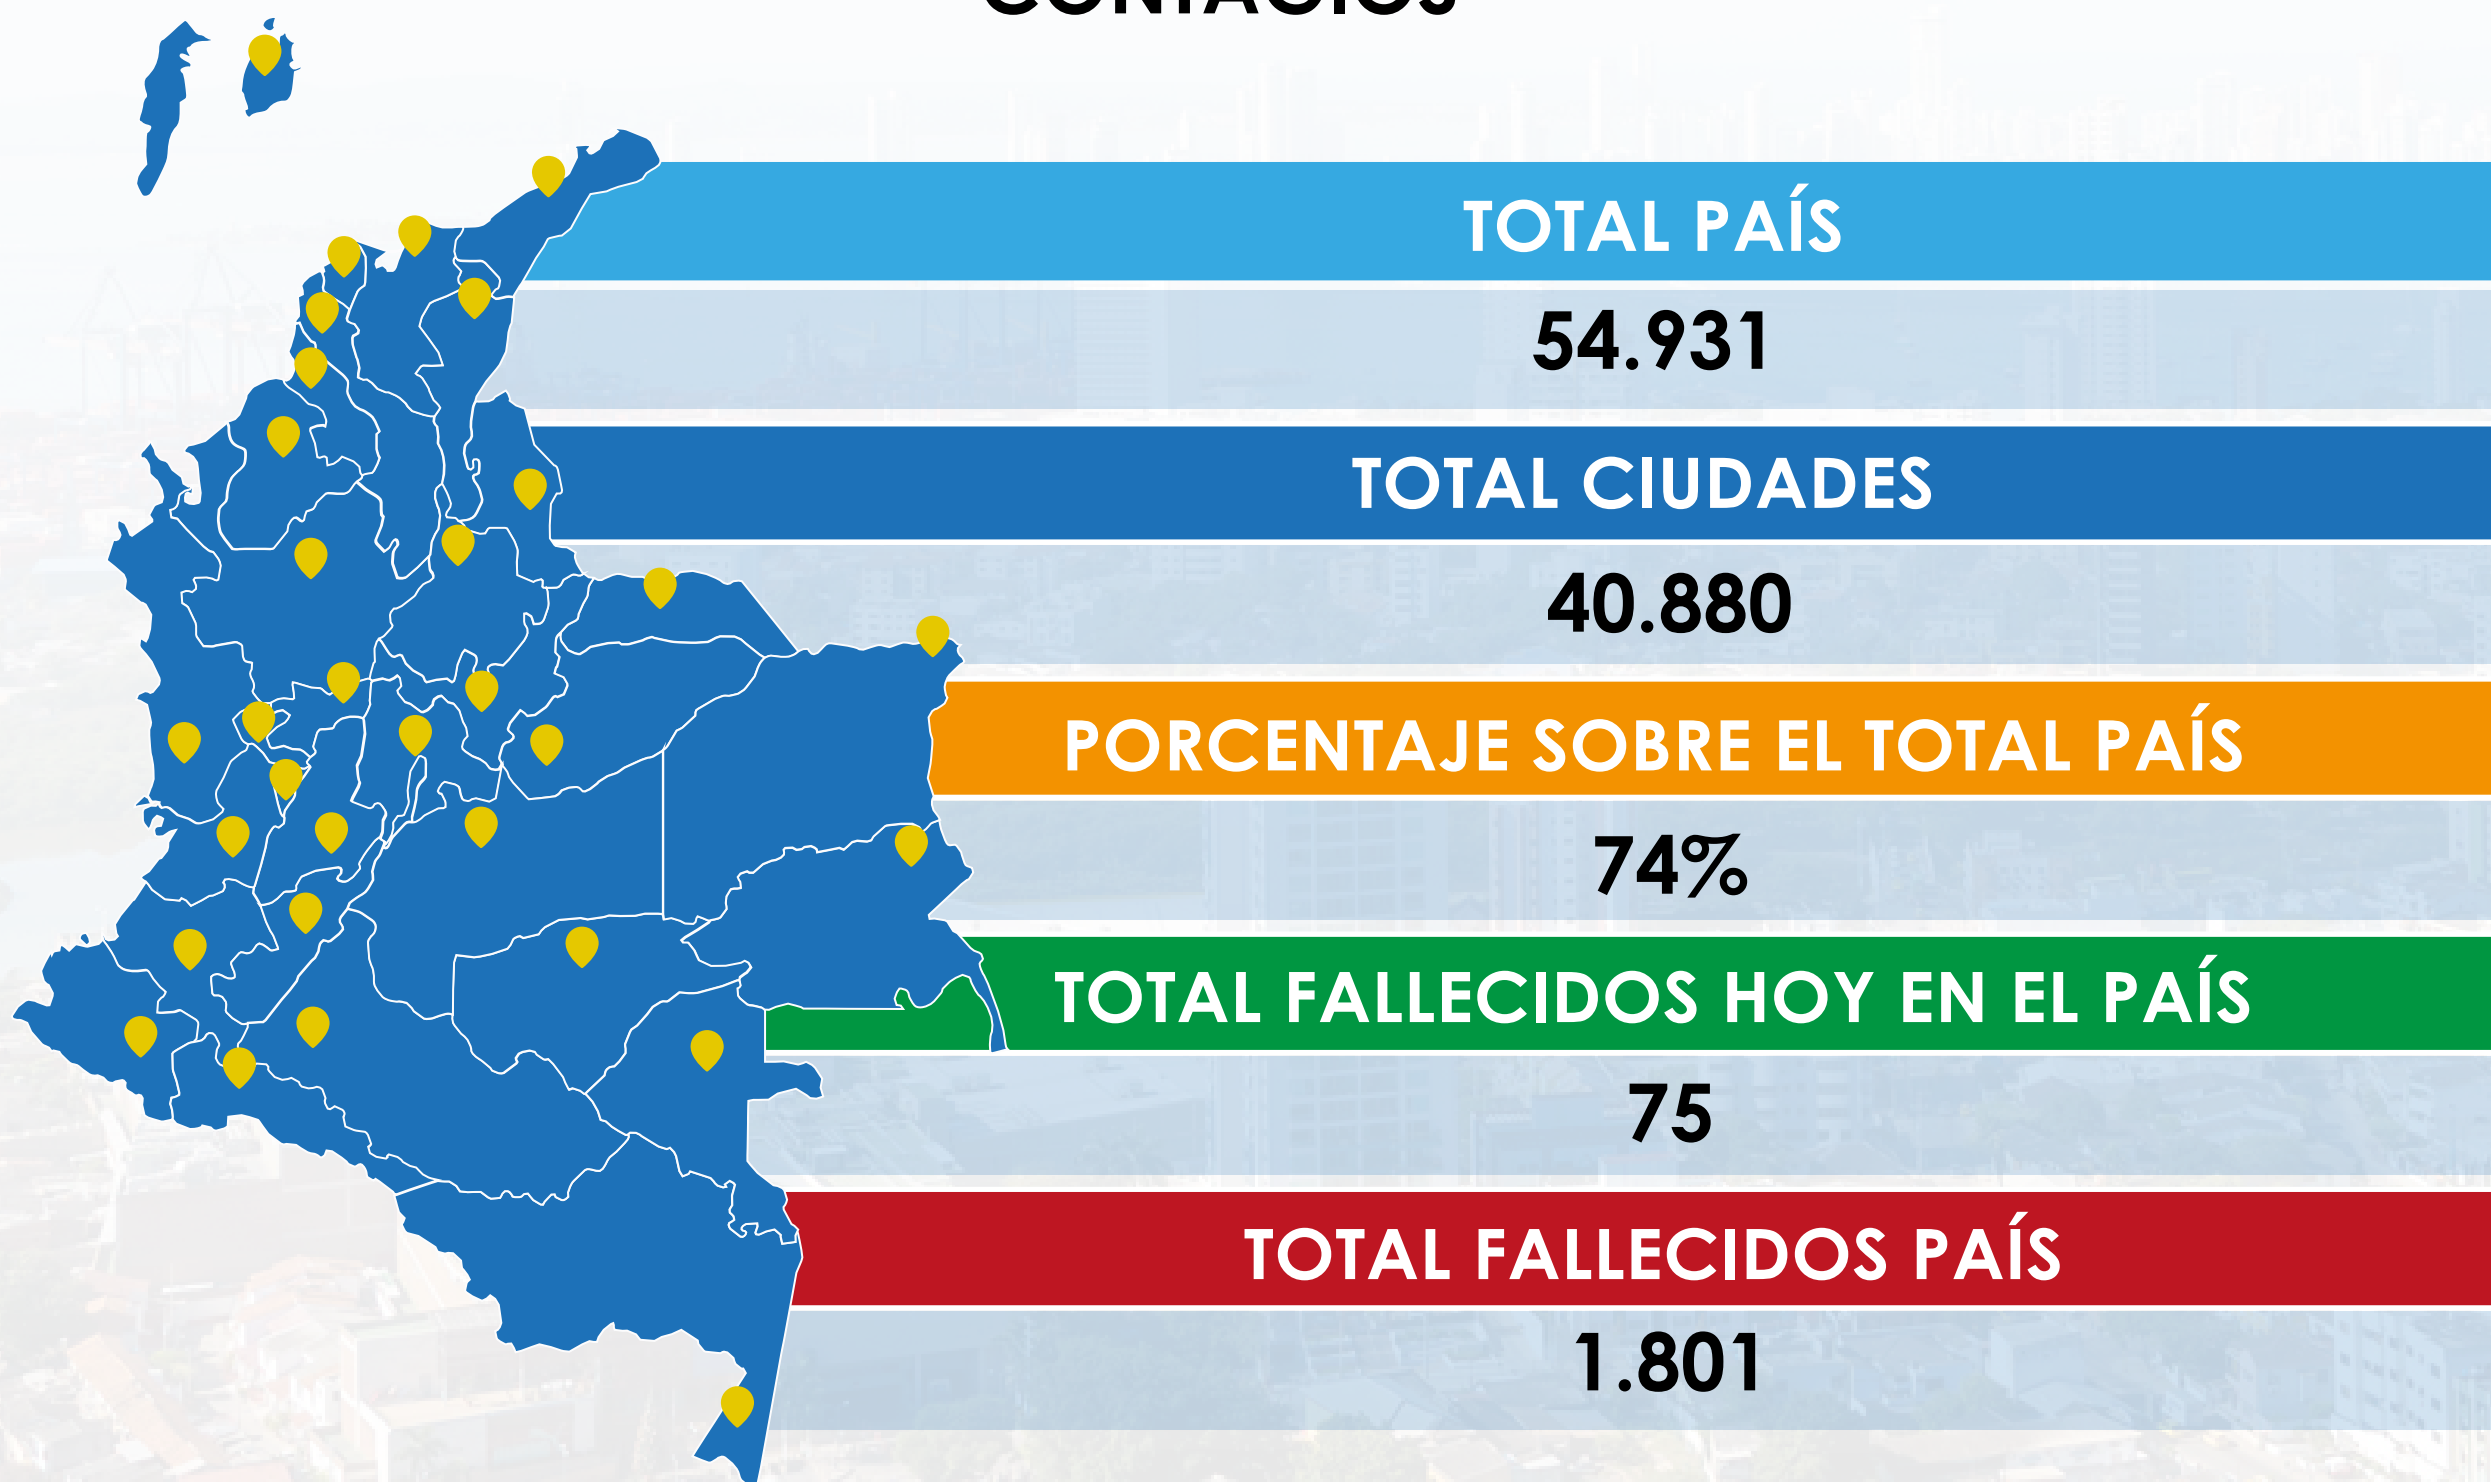 CONTAGIOS
TOTAL PAÍS
54.931
TOTAL CIUDADES
40.880
PORCENTAJE SOBRE EL TOTAL PAÍS
74%
TOTAL FALLECIDOS HOY EN EL PAÍS
75
TOTAL FALLECIDOS PAÍS
1.801